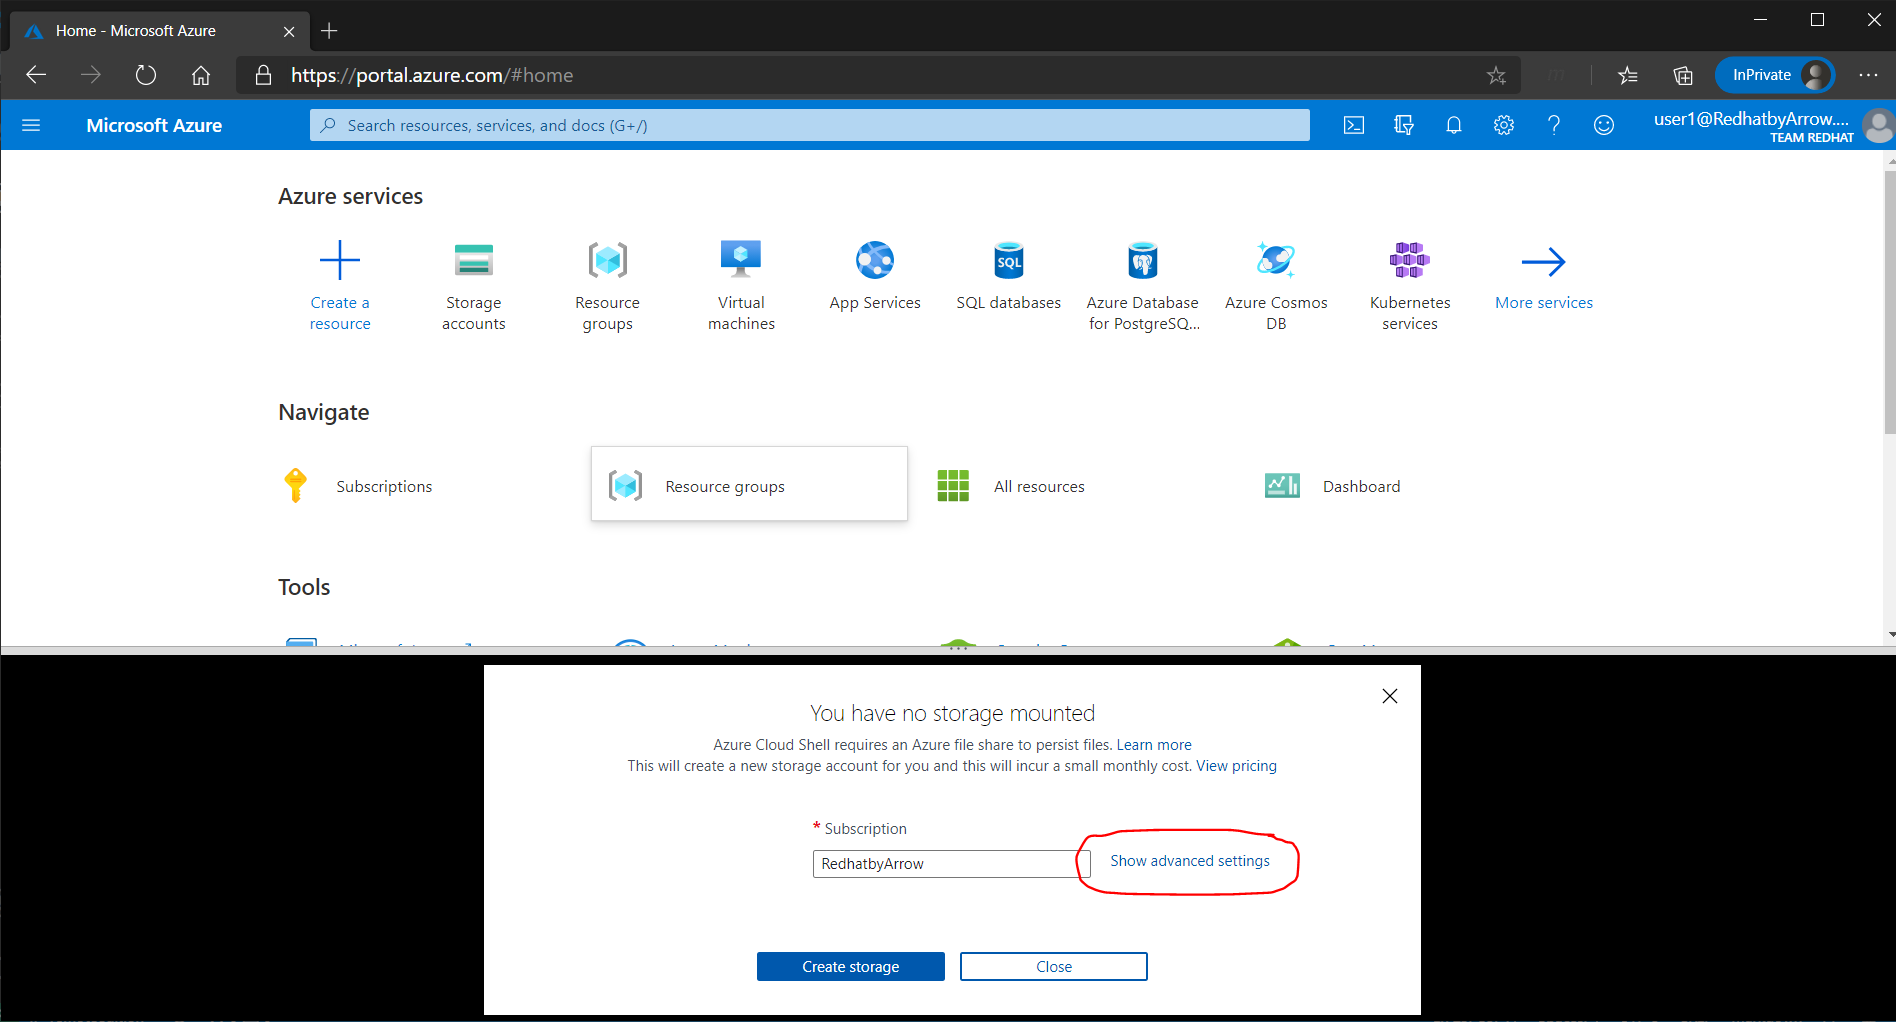 Home - Microsoft Azure
https://portal.azure.com/#home
InPrivate
Microsoft Azure
Search resources, services, and docs (G+/)
user1@RedhatbyArrow....
TEAM REDHAT
Azure services
Create a
resource
Storage
accounts
Resource
groups
Virtual
machines
App Services
SQL
SQL databases
Azure Database
for PostgreSQ...
Azure Cosmos
DB
Kubernetes
services
More services
Navigate
Subscriptions
Resource groups
All resources
Dashboard
Tools
You have no storage mounted
Azure Cloud Shell requires an Azure file share to persist files. Learn more
This will create a new storage account for you and this will incur a small monthly cost. View pricing
* Subscription
RedhatbyArrow
Show advanced settings
Create storage
Close